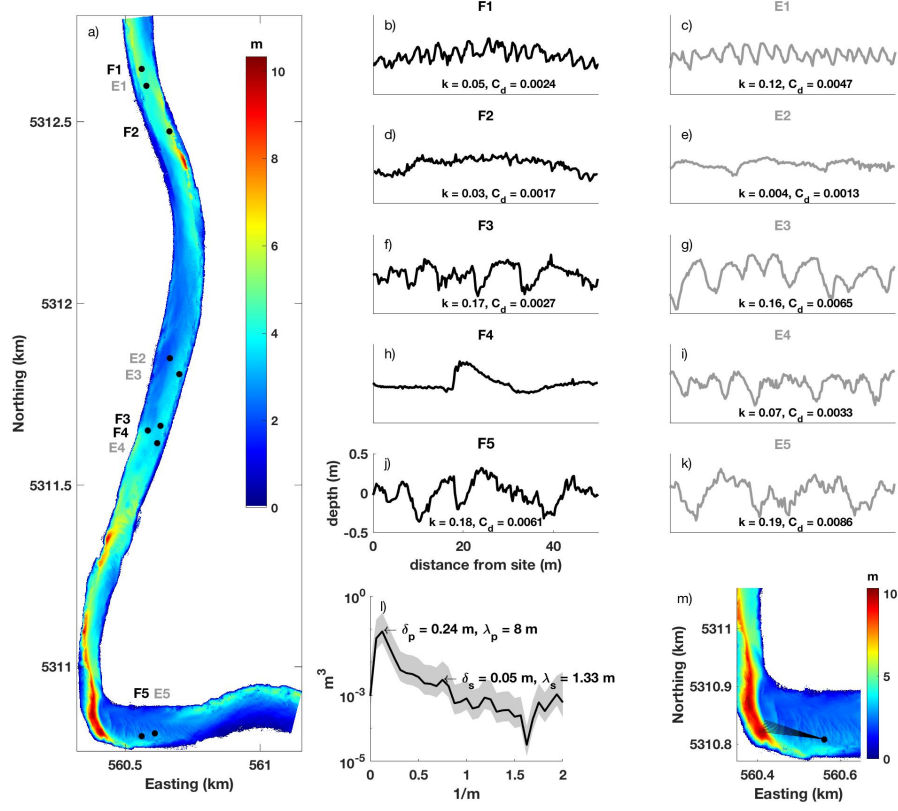 a)
m
10
8
6
4
2
0
F1
E1
F2
E2
E3
F3
F4
E4
F5 E5
5312.5
5312
5311.5
5311
Northing (km)
560.5
561
Easting (km)
F1
b)
k = 0.05, C_d = 0.0024
E1
c)
k = 0.12, C_d = 0.0047
F2
d)
k = 0.03, C_d = 0.0017
E2
e)
k = 0.004, C_d = 0.0013
F3
f)
k = 0.17, C_d = 0.0027
E3
g)
k = 0.16, C_d = 0.0065
F4
h)
i)
k = 0.07, C_d = 0.0033
E4
F5
j)
0.5
0
-0.5
depth (m)
k = 0.18, C_d = 0.0061
0
20
40
distance from site (m)
E5
k)
k = 0.19, C_d = 0.0086
l)
10^0
10^-3
10^-5
m^3
δ_p = 0.24 m, λ_p = 8 m
δ_s = 0.05 m, λ_s = 1.33 m
0
0.5
1
1.5
2
1/m
m)
m
10
8
6
4
2
0
5311
5310.9
5310.8
Northing (km)
560.4
560.6
Easting (km)